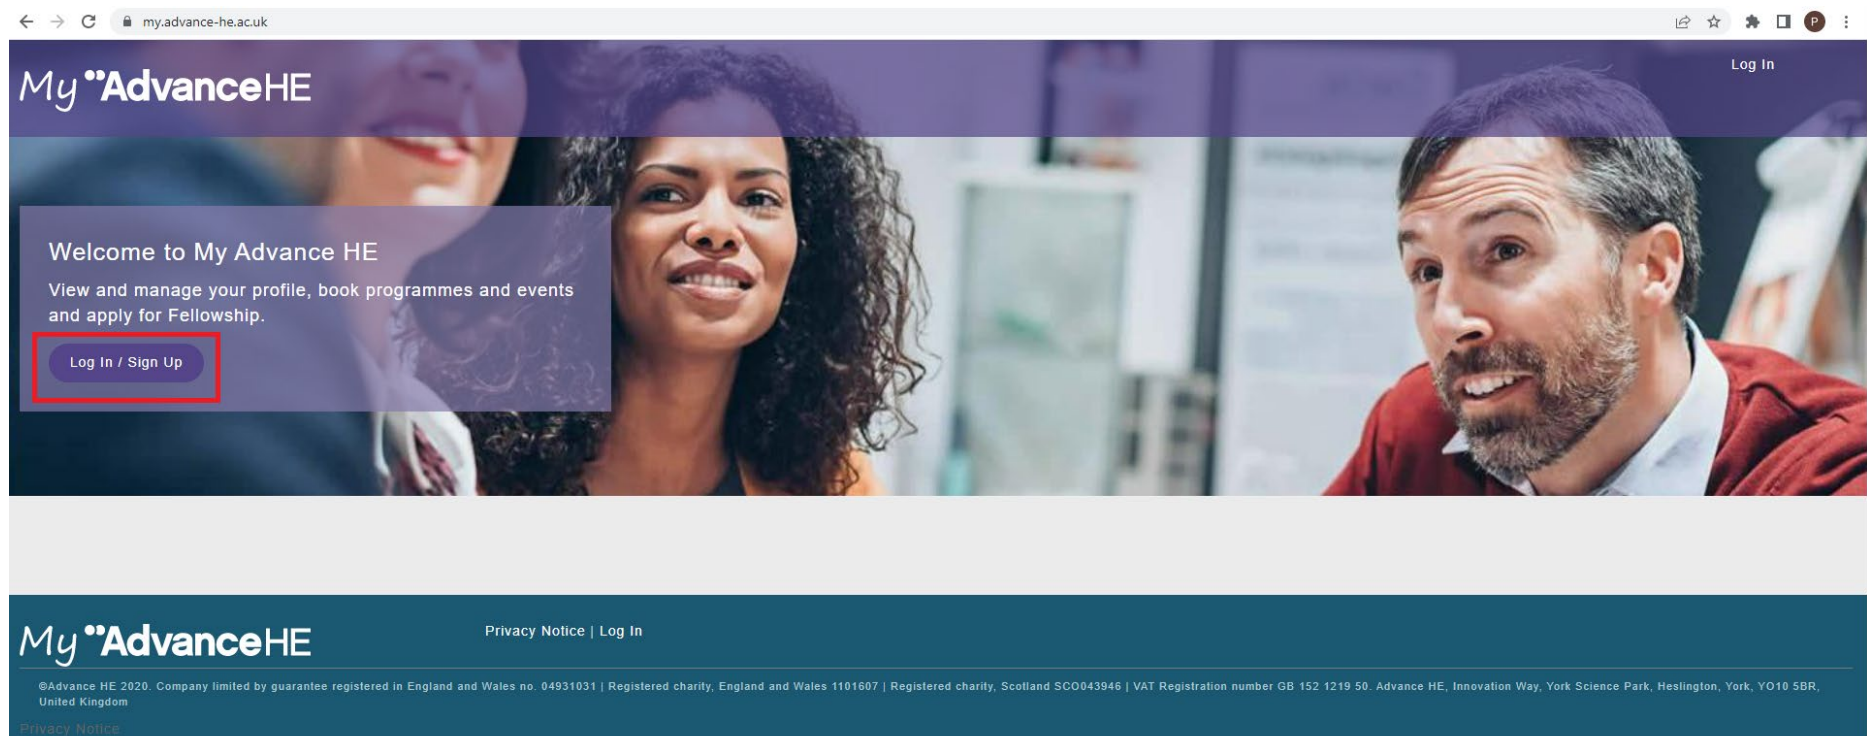 my.advance-he.ac.uk
P
My AdvanceHE
Log In
Welcome to My Advance HE
View and manage your profile, book programmes and events
and apply for Fellowship.
Log In / Sign Up
My AdvanceHE
Privacy Notice | Log In
©Advance HE 2020. Company limited by guarantee registered in England and Wales no. 04931031 | Registered charity, England and Wales 1101607 | Registered charity, Scotland SCO043946 | VAT Registration number GB 152 1219 50. Advance HE, Innovation Way, York Science Park, Heslington, York, YO10 5BR,
United Kingdom
Privacy Notice